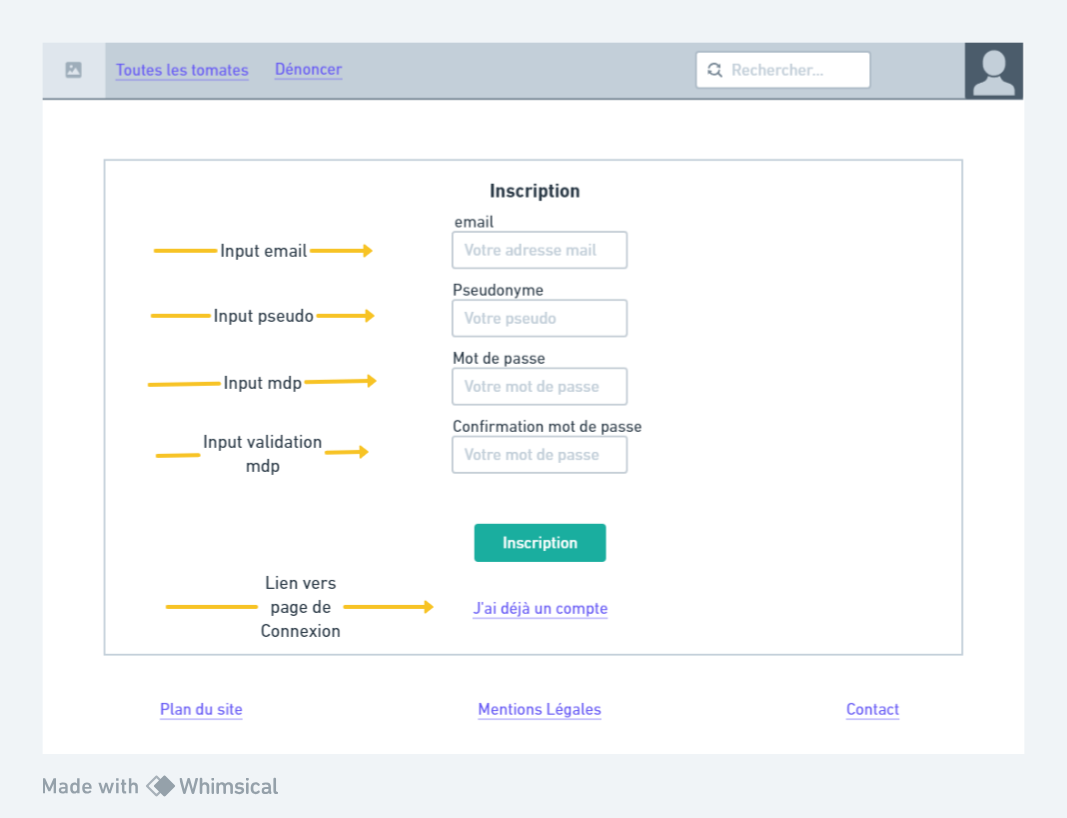 Toutes les tomates
Dénoncer
Rechercher...
Inscription
email
Input email
Votre adresse mail
Pseudonyme
Input pseudo
Votre pseudo
Mot de passe
Input mdp
Votre mot de passe
Confirmation mot de passe
Input validation
mdp
Votre mot de passe
Inscription
Lien vers
page de
Connexion
J'ai déjà un compte
Plan du site
Mentions Légales
Contact
Made with Whimsical